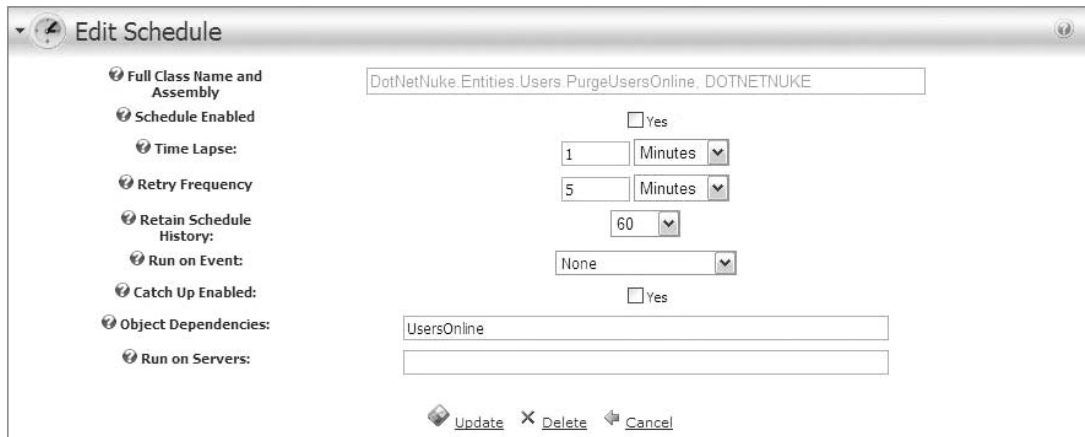 Edit Schedule
Full Class Name and
Assembly
DotNetNuke.Entities.Users.PurgeUsersOnline, DOTNETNUKE
Schedule Enabled
Yes
Time Lapse:
1 Minutes
Retry Frequency
5 Minutes
Retain Schedule
History:
60
Run on Event:
None
Catch Up Enabled:
Yes
Object Dependencies:
UsersOnline
Run on Servers:
Update Delete Cancel